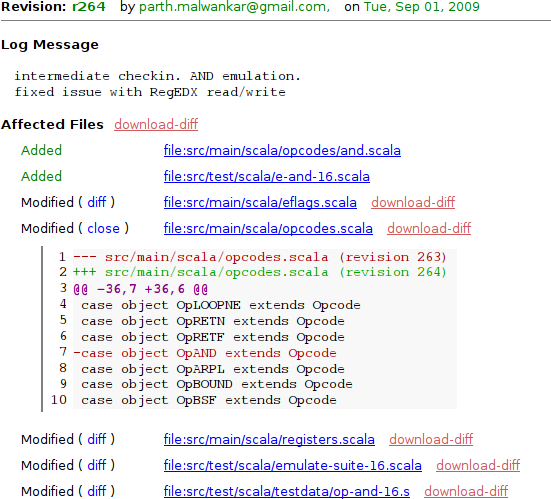 Revision: r264 by parth.malwankar@gmail.com, on Tue, Sep 01, 2009
Log Message
intermediate checkin. AND emulation.
fixed issue with RegEDX read/write
Affected Files download-diff
Added file:src/main/scala/opcodes/and.scala
Added file:src/test/scala/e-and-16.scala
Modified ( diff ) file:src/main/scala/eflags.scala download-diff
Modified ( close ) file:src/main/scala/opcodes.scala download-diff
1 --- src/main/scala/opcodes.scala (revision 263)
2 +++ src/main/scala/opcodes.scala (revision 264)
3 @@ -36,7 +36,6 @@
4 case object OpLOOPNE extends Opcode
5 case object OpRETN extends Opcode
6 case object OpRETF extends Opcode
7 -case object OpAND extends Opcode
8 case object OpARPL extends Opcode
9 case object OpBOUND extends Opcode
10 case object OpBSF extends Opcode
Modified ( diff ) file:src/main/scala/registers.scala download-diff
Modified ( diff ) file:src/test/scala/emulate-suite-16.scala download-diff
Modified ( diff ) file:src/test/scala/testdata/op-and-16.s download-diff